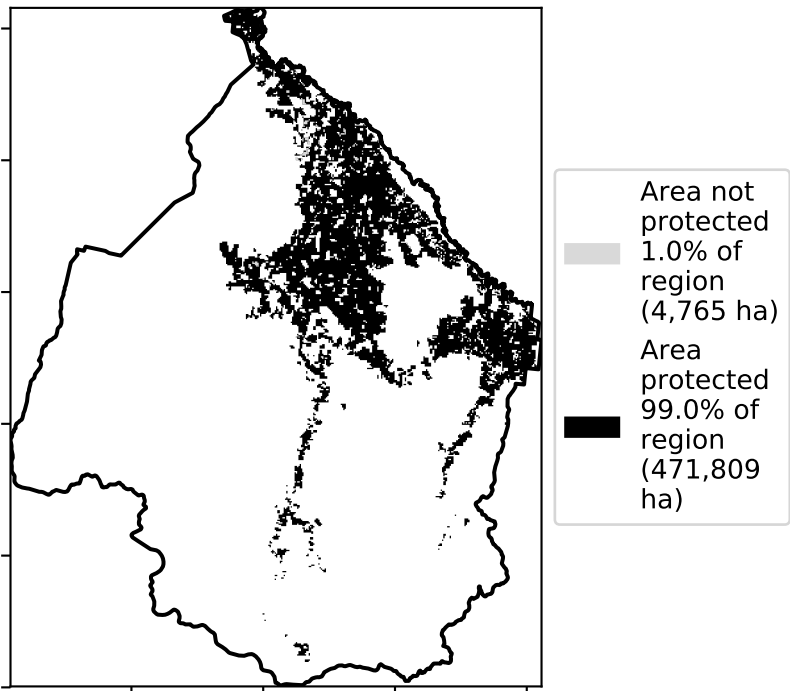 Area not
protected
1.0% of
region
(4,765 ha)
Area
protected
99.0% of
region
(471,809
ha)